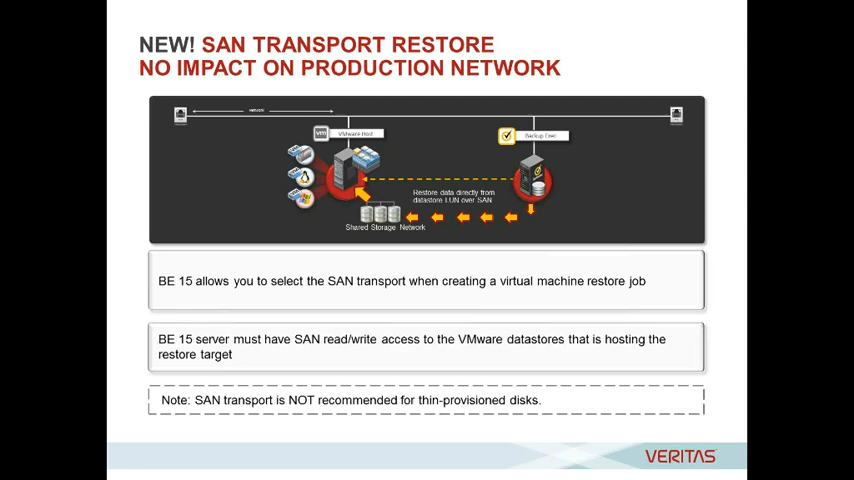 NEW! SAN TRANSPORT RESTORE
NO IMPACT ON PRODUCTION NETWORK
vm
VMware Host
Backup Exec
Restore data directly from
datastore LUN over SAN
Shared Storage Network
BE 15 allows you to select the SAN transport when creating a virtual machine restore job
BE 15 server must have SAN read/write access to the VMware datastores that is hosting the
restore target
Note: SAN transport is NOT recommended for thin-provisioned disks.
VERITAS